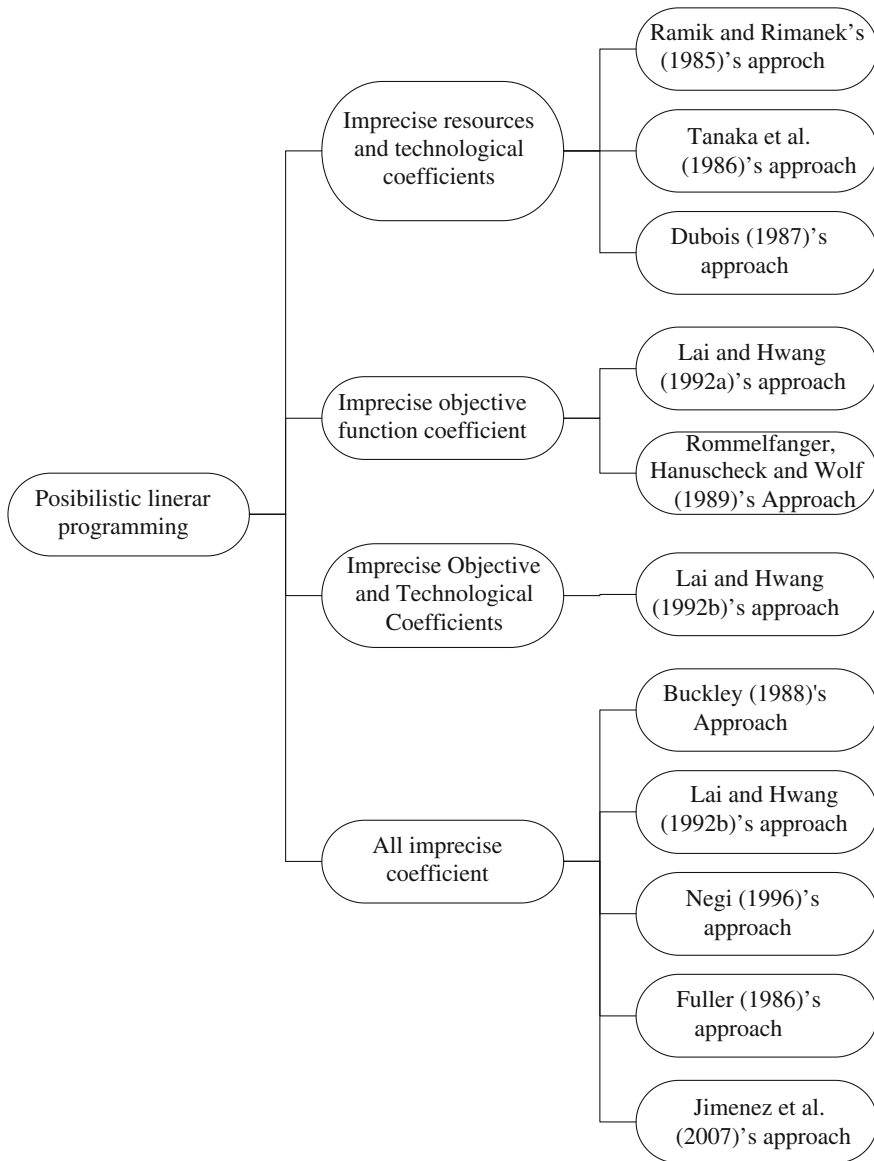 Posibilistic linerar
programming
Imprecise resources
and technological
coefficients
Ramik and Rimanek’s
(1985)’s approch
Tanaka et al.
(1986)’s approach
Dubois (1987)’s
approach
Imprecise objective
function coefficient
Lai and Hwang
(1992a)’s approach
Rommelfanger,
Hanuscheck and Wolf
(1989)’s Approach
Imprecise Objective
and Technological
Coefficients
Lai and Hwang
(1992b)’s approach
All imprecise
coefficient
Buckley (1988)'s
Approach
Lai and Hwang
(1992b)’s approach
Negi (1996)’s
approach
Fuller (1986)’s
approach
Jimenez et al.
(2007)’s approach